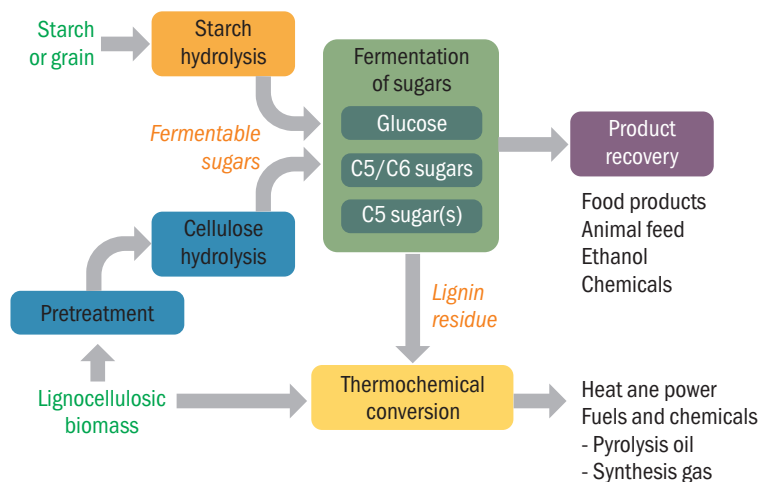 Starch
or grain
Starch
hydrolysis
Fermentation
of sugars
Glucose
C5/C6 sugars
C5 sugar(s)
Fermentable
sugars
Product
recovery
Food products
Animal feed
Ethanol
Chemicals
Cellulose
hydrolysis
Pretreatment
Lignin
residue
Lignocellulosic
biomass
Thermochemical
conversion
Heat ane power
Fuels and chemicals
- Pyrolysis oil
- Synthesis gas